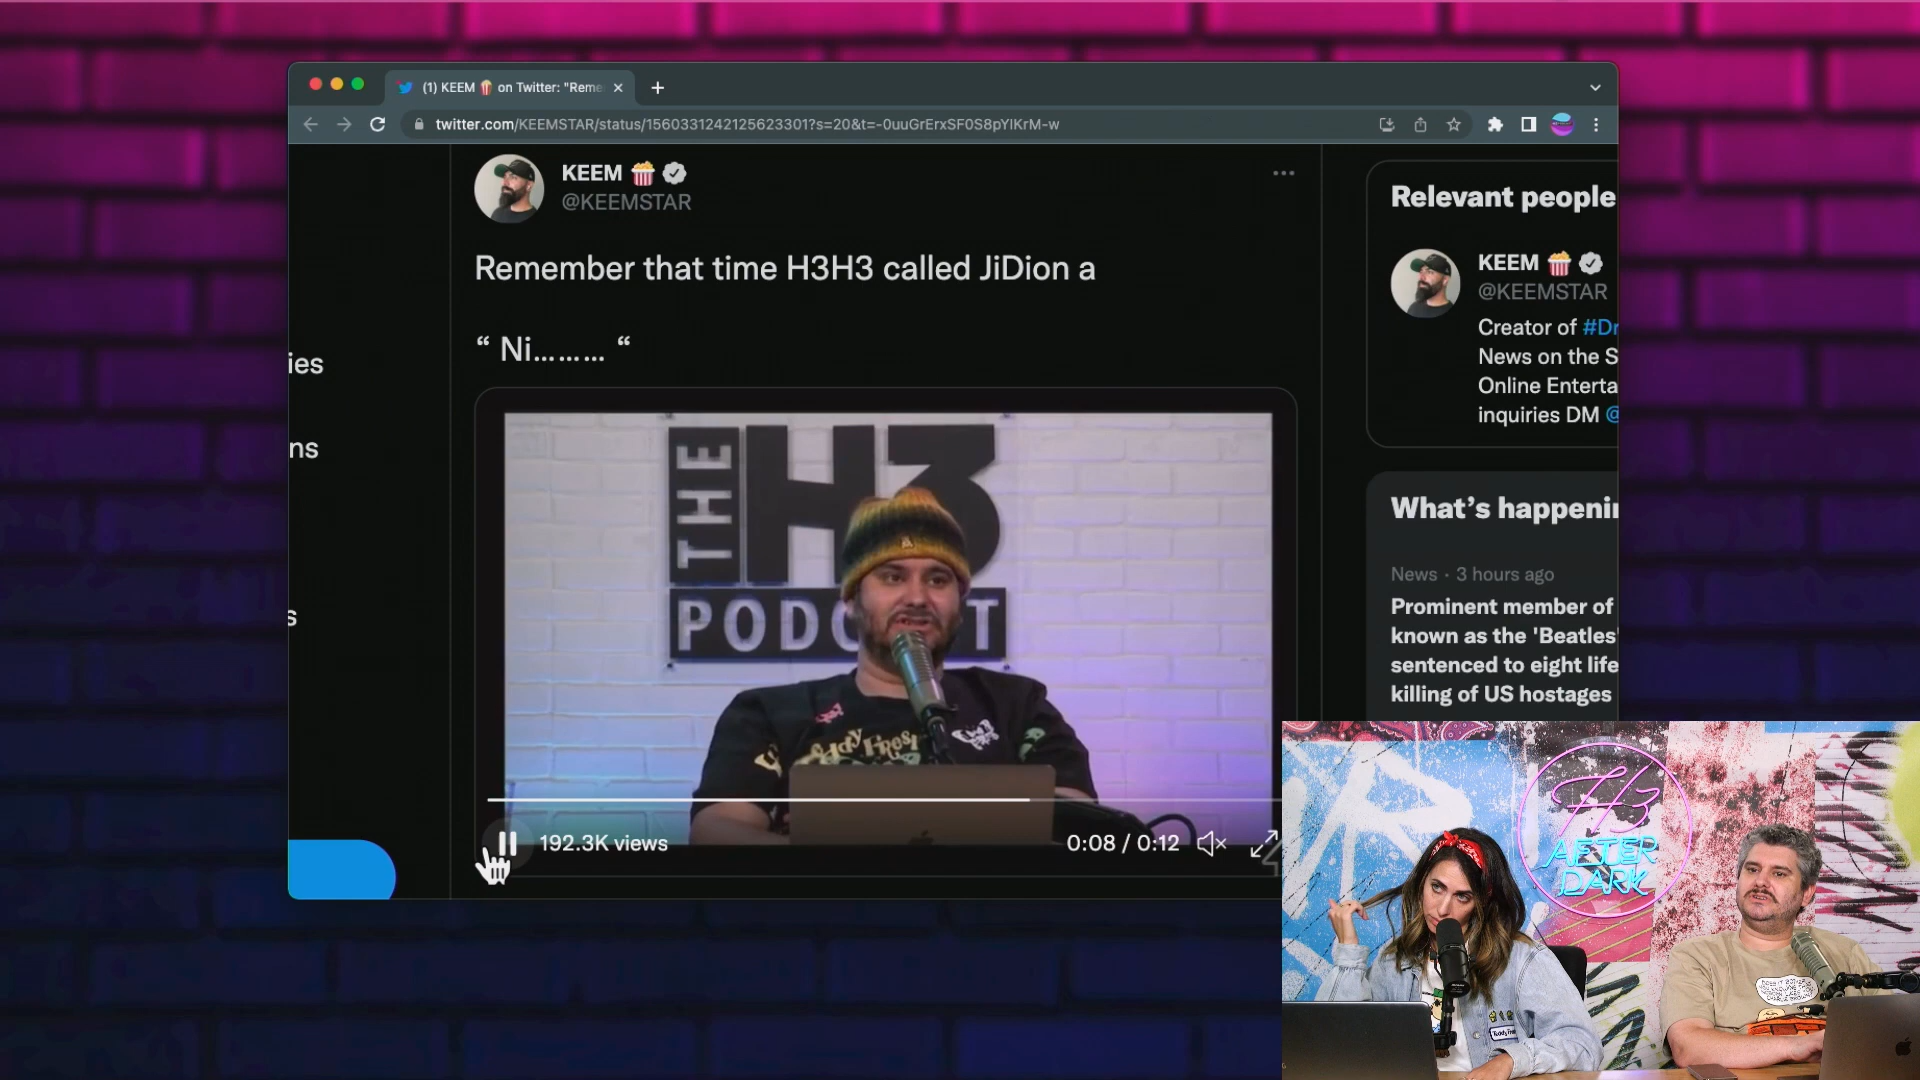 (1) KEEM 🍿 on Twitter: "Reme
twitter.com/KEEMSTAR/status/1560331242125623301?s=20&t=-0uuGrErxSF0S8pYlKrM-w
KEEM 🍿
@KEEMSTAR
Remember that time H3H3 called JiDion a
“ Ni……… “
THE H3
PODC T
192.3K views
0:08 / 0:12
ies
ns
s
Relevant people
KEEM 🍿
@KEEMSTAR
Creator of #Dr
News on the S
Online Enterta
inquiries DM @
What’s happenin
News · 3 hours ago
Prominent member of
known as the 'Beatles'
sentenced to eight life
killing of US hostages
H3
AFTER
DARK